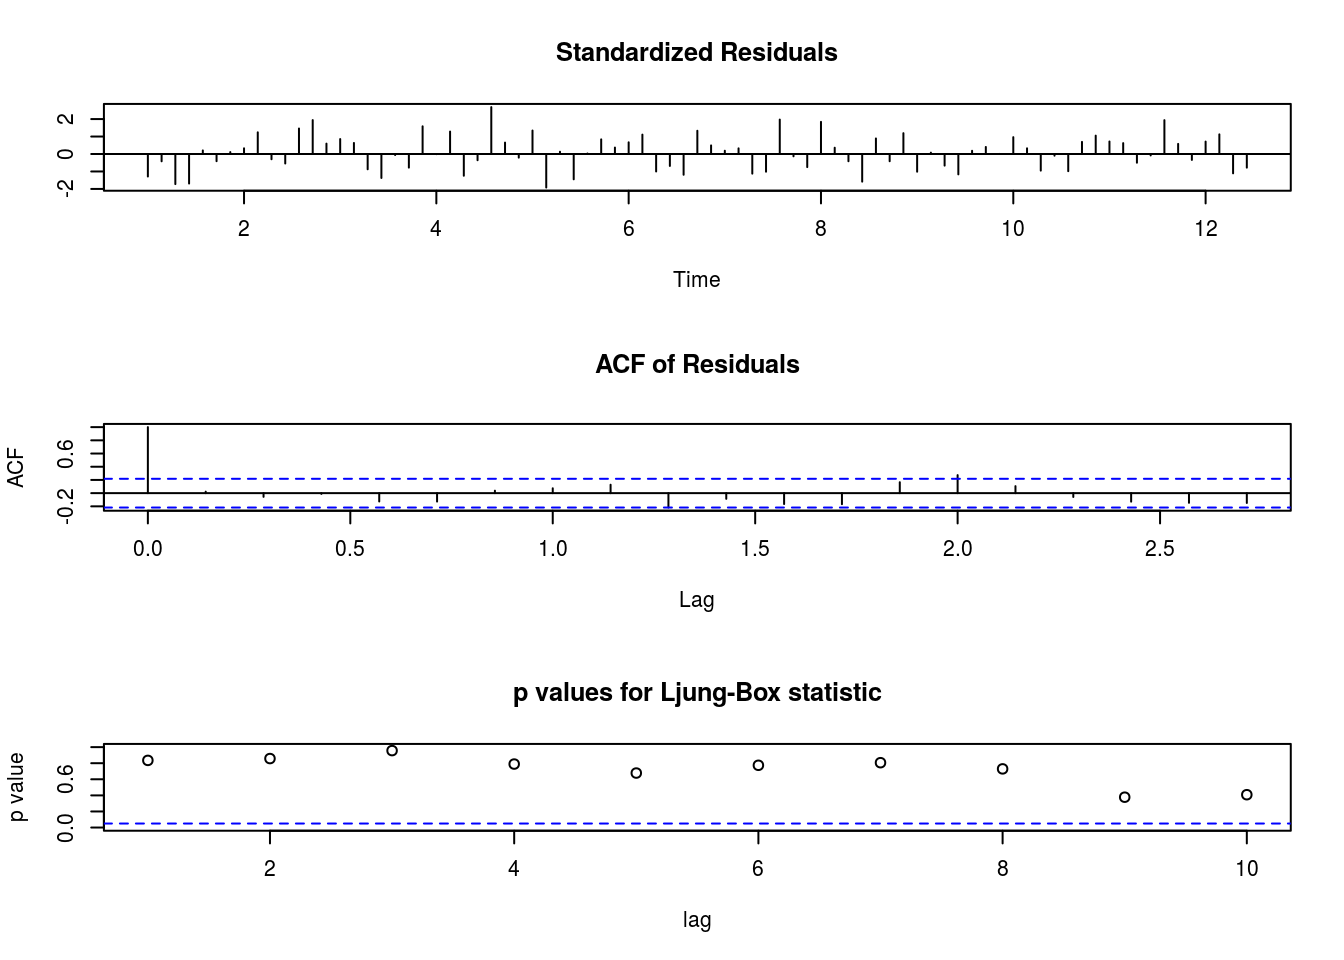 Standardized Residuals
2
0
-2
2 4 6 8 10 12
Time
ACF of Residuals
ACF
0.6
-0.2
0.0 0.5 1.0 1.5 2.0 2.5
Lag
p values for Ljung-Box statistic
p value
0.6
0.0
2 4 6 8 10
lag